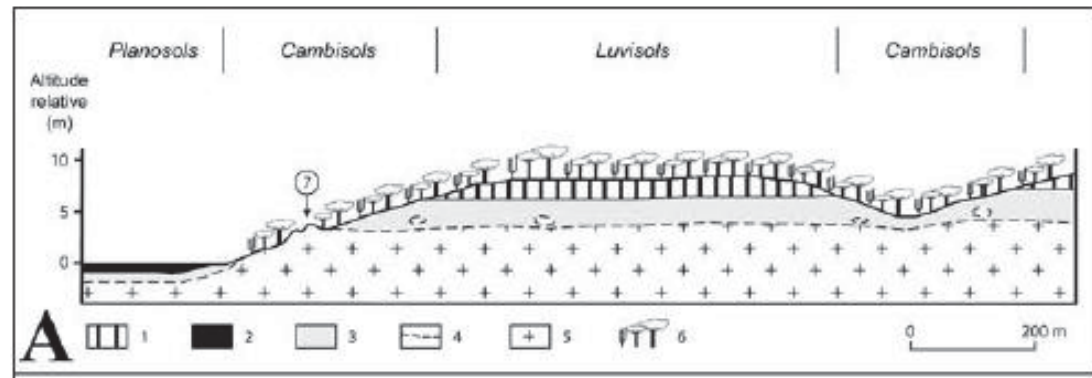 Planosols Cambisols Luvisols Cambisols
Altitude
relative
(m)
10
5
0
7
A 1 2 3 4 5 6 0 200 m